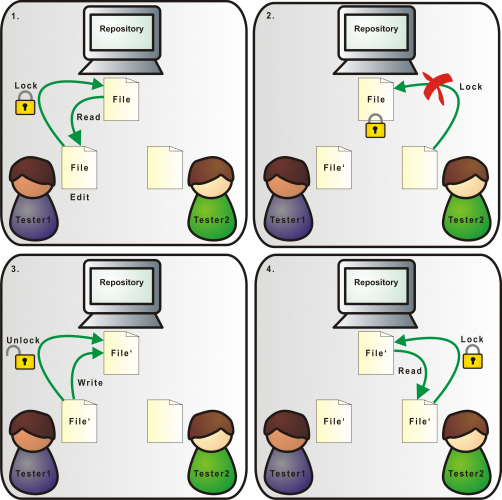 1.
Repository
Lock
File
Read
File
Edit
Tester1
Tester2
2.
Repository
Lock
File
File'
Tester1
Tester2
3.
Repository
Unlock
File'
Write
File'
Tester1
Tester2
4.
Repository
Lock
File'
Read
File'
File'
Tester1
Tester2